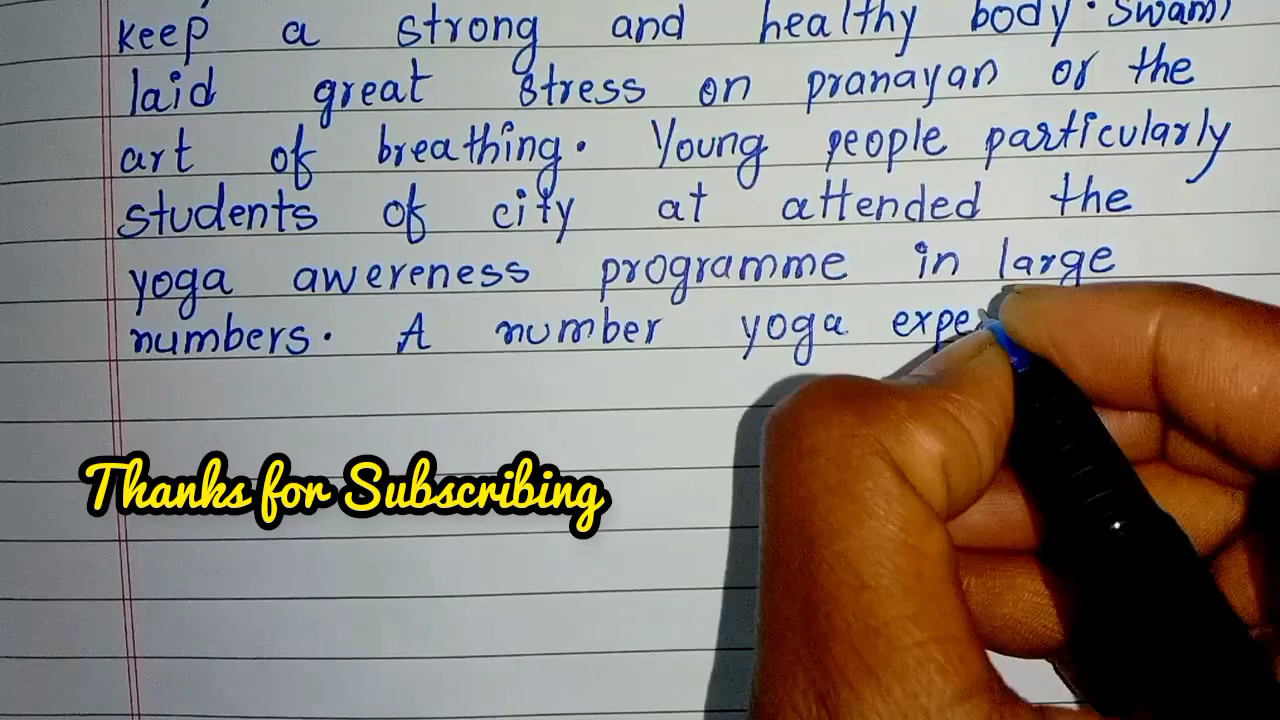 keep a strong and healthy body. Swami
laid great stress on pranayan or the
art of breathing. Young people particularly
students of city at attended the
yoga awereness programme in large
numbers. A number yoga expe
Thanks for Subscribing